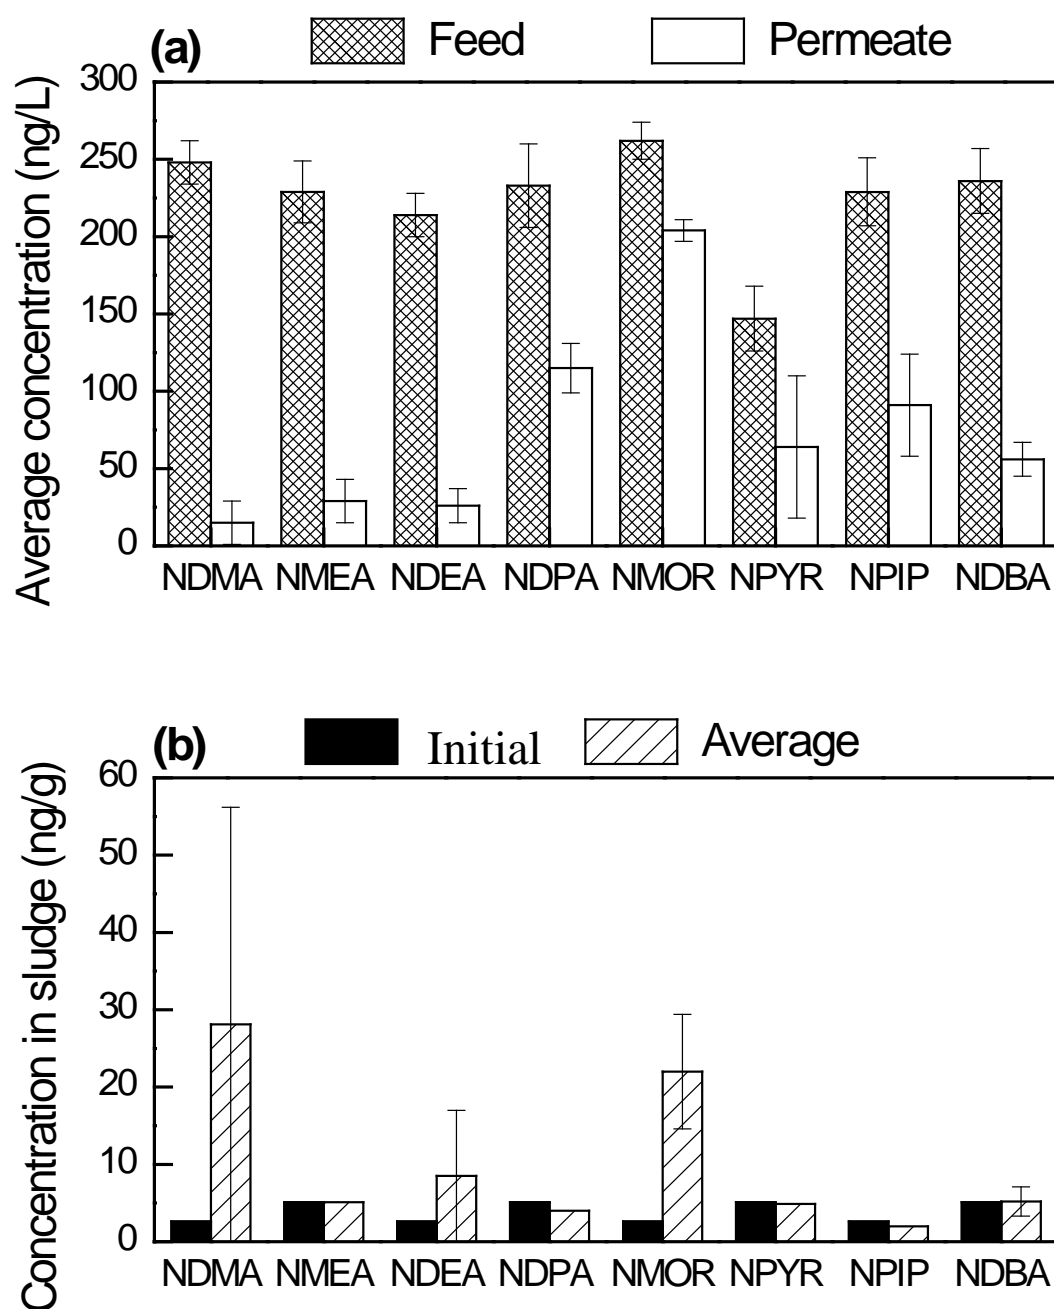 (a) Feed Permeate
Average concentration (ng/L)
300
250
200
150
100
50
0
NDMA NMEA NDEA NDPA NMOR NPYR NPIP NDBA
(b) Initial Average
Concentration in sludge (ng/g)
60
50
40
30
20
10
0
NDMA NMEA NDEA NDPA NMOR NPYR NPIP NDBA